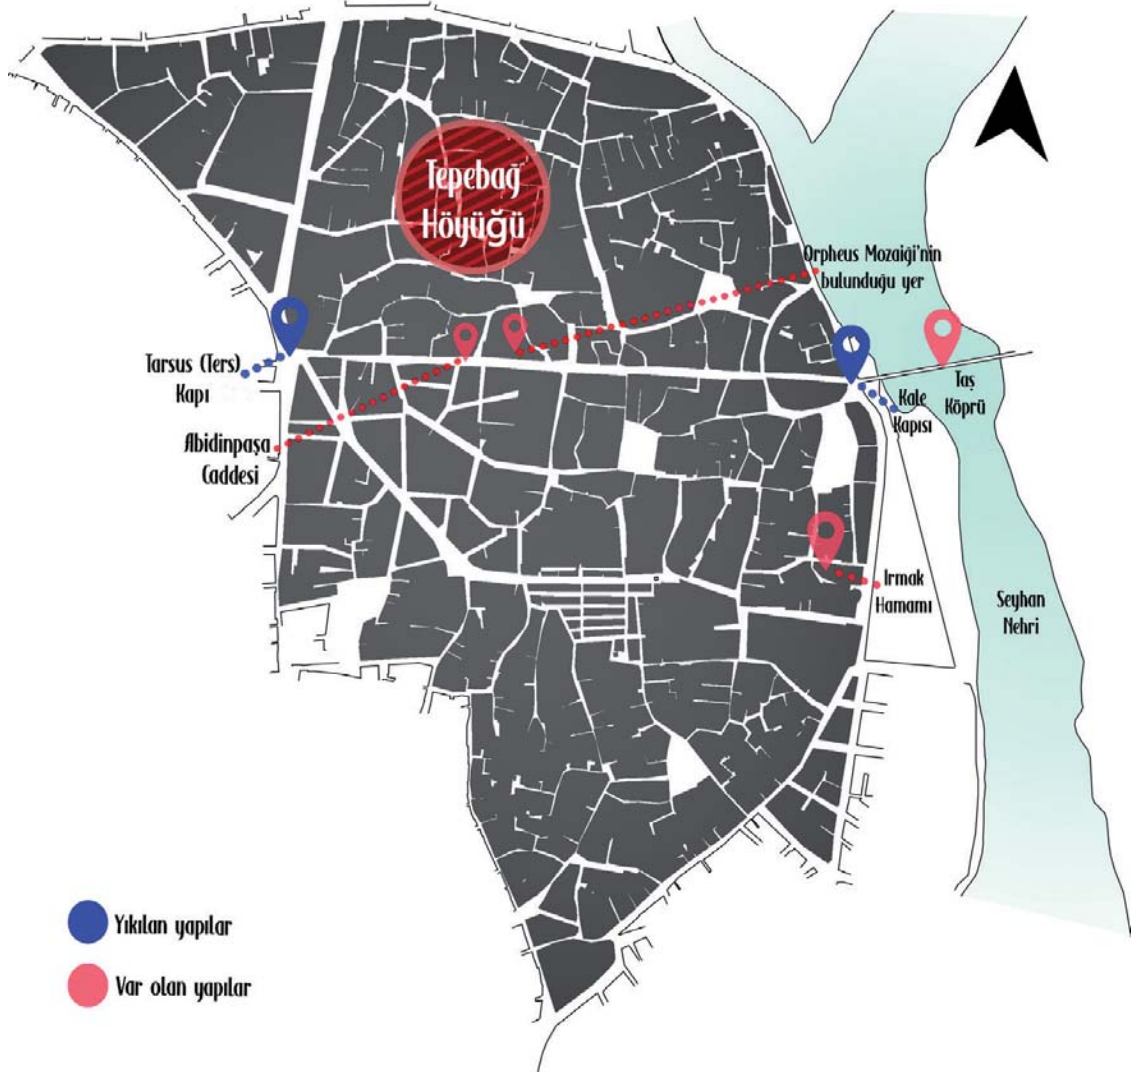 Tepebağ
Höyüğü
Orpheus Mozaiği'nin
bulunduğu yer
Tarsus (Ters)
Kapı
Abidinpaşa
Caddesi
Kale
Kapısı
Taş
Köprü
Irmak
Hamamı
Seyhan
Nehri
Yıkılan yapılar
Var olan yapılar